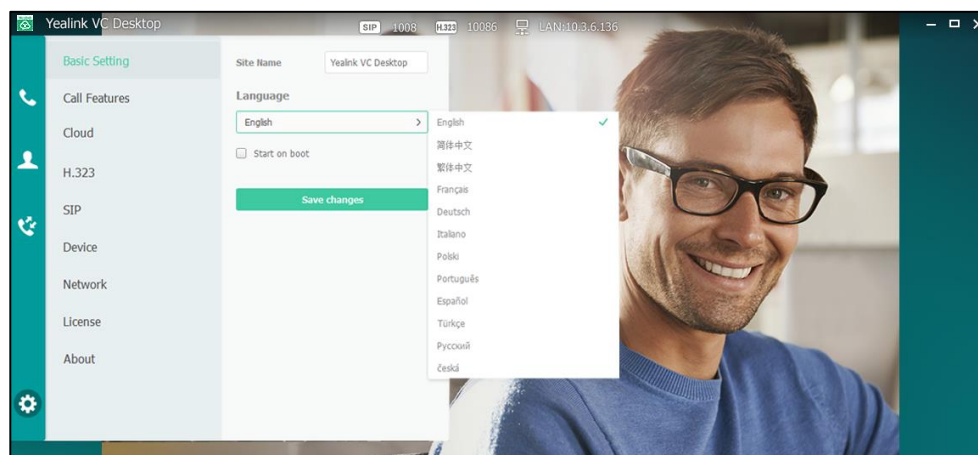 Yealink VC Desktop
SIP 1008 H.323 10086 LAN:10.3.6.136
Basic Setting
Call Features
Cloud
H.323
SIP
Device
Network
License
About
Site Name Yealink VC Desktop
Language
English
Start on boot
Save changes
English
简体中文
繁体中文
Français
Deutsch
Italiano
Polski
Português
Español
Türkçe
Русский
česká